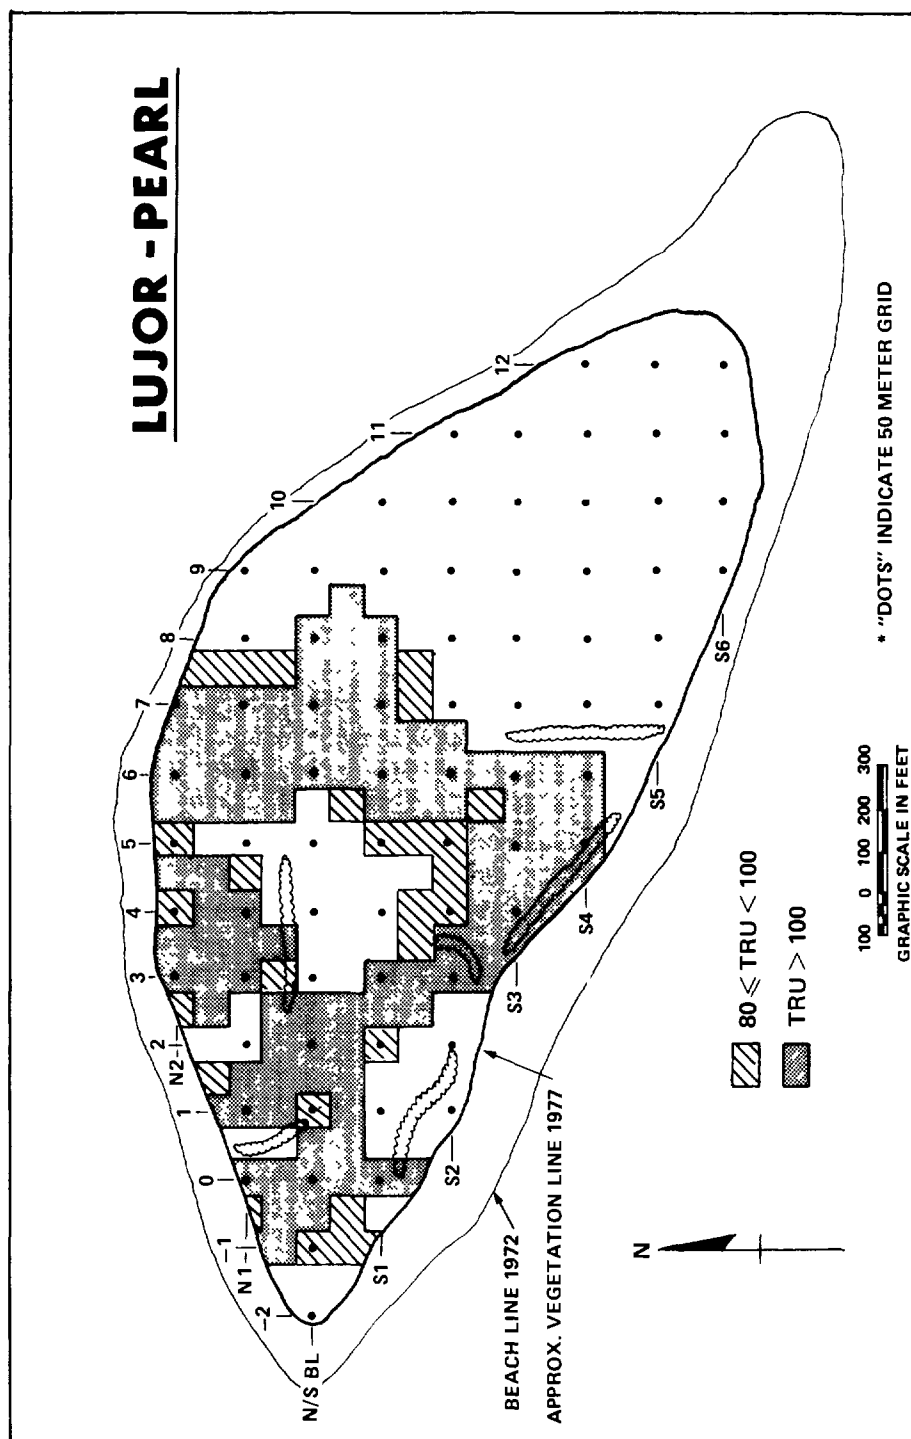 LUJOR - PEARL
-2
-1
0
1
2
3
4
5
6
7
8
9
10
11
12
N2
N1
N/S BL
S1
S2
S3
S4
S5
S6
BEACH LINE 1972
APPROX. VEGETATION LINE 1977
N
80 ⩽ TRU < 100
TRU > 100
100 0 100 200 300
GRAPHIC SCALE IN FEET
* "DOTS" INDICATE 50 METER GRID